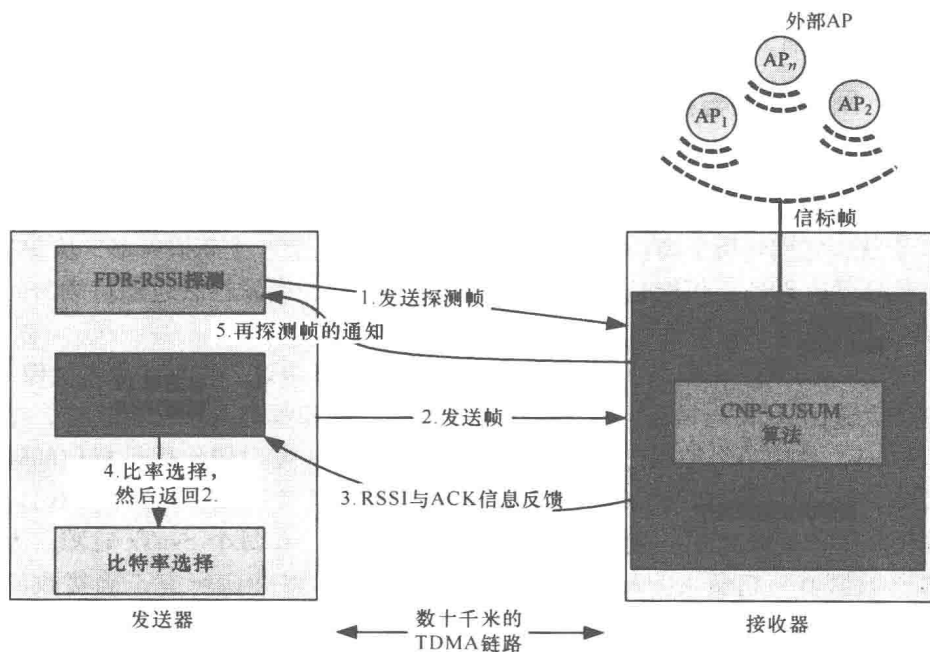 外部AP
APn
AP1
AP2
信标帧
FDR-RSSI探测
1.发送探测帧
5.再探测帧的通知
2.发送帧
CNP-CUSUM
算法
4.比率选择,
然后返回2.
3.RSSI与ACK信息反馈
比特率选择
发送器
数十千米的
TDMA链路
接收器